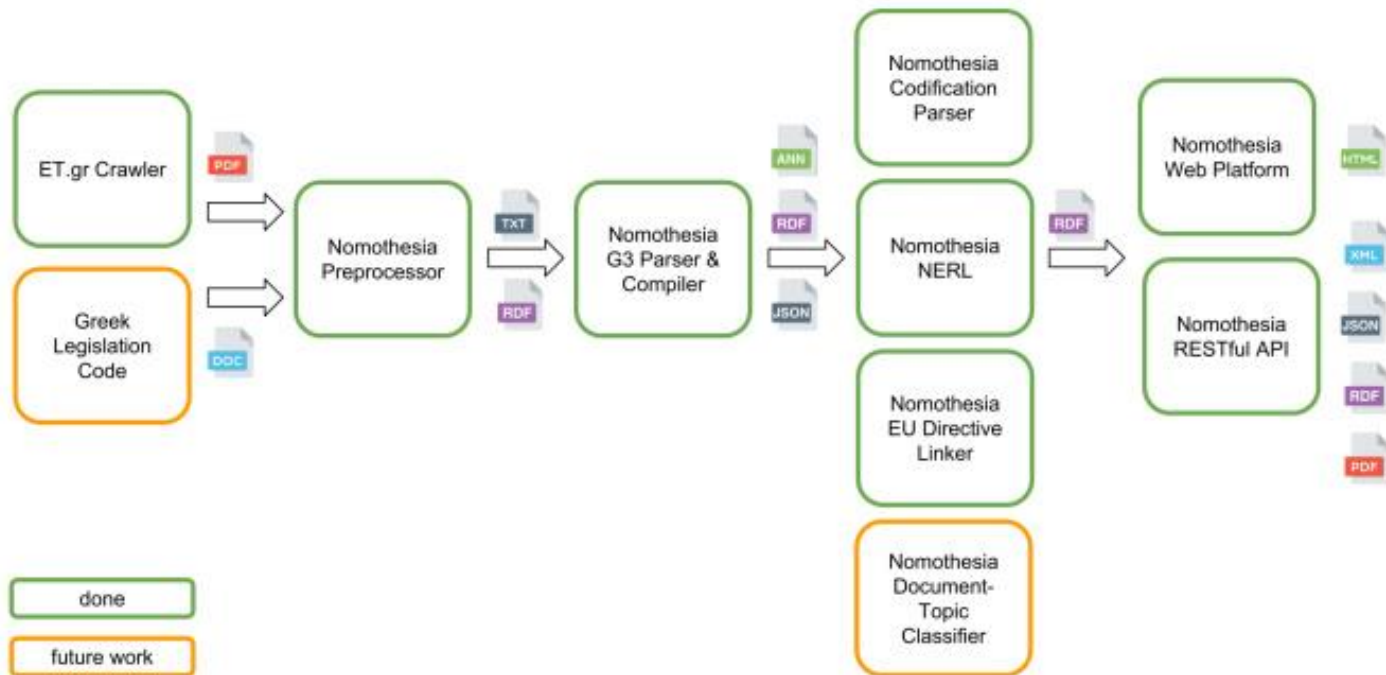 ET.gr Crawler
PDF
Greek
Legislation
Code
DOC
Nomothesia
Preprocessor
TXT
RDF
Nomothesia
G3 Parser &
Compiler
ANN
RDF
JSON
Nomothesia
Codification
Parser
Nomothesia
NERL
Nomothesia
EU Directive
Linker
Nomothesia
Document-
Topic
Classifier
RDF
Nomothesia
Web Platform
HTML
Nomothesia
RESTful API
XML
JSON
RDF
PDF
done
future work